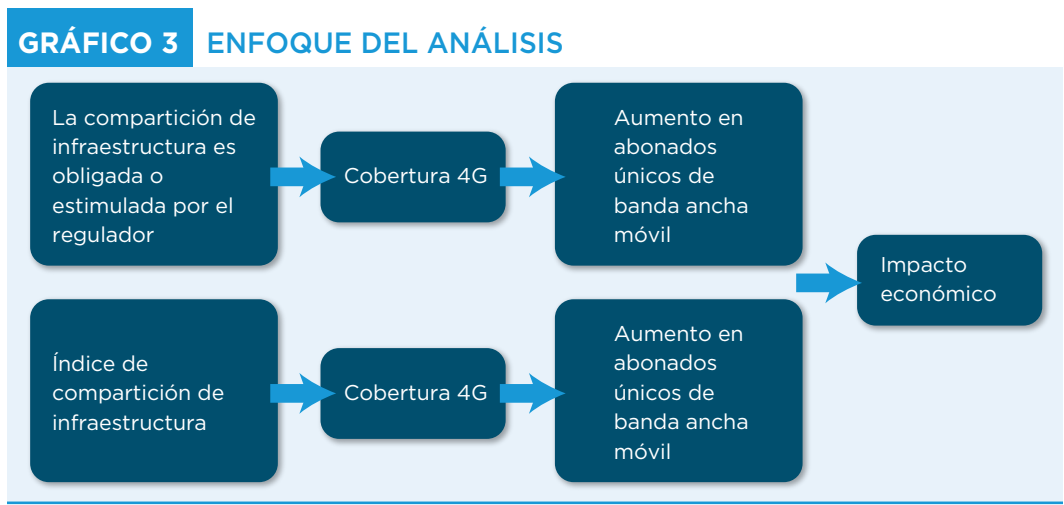 GRÁFICO 3 ENFOQUE DEL ANÁLISIS
La compartición de
infraestructura es
obligada o
estimulada por el
regulador
Cobertura 4G
Aumento en
abonados
únicos de
banda ancha
móvil
Índice de
compartición de
infraestructura
Cobertura 4G
Aumento en
abonados
únicos de
banda ancha
móvil
Impacto
económico